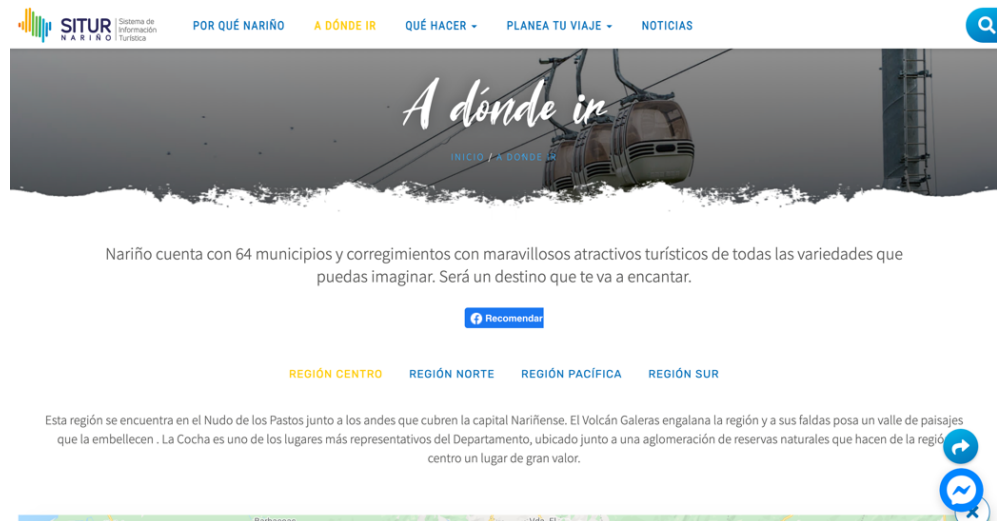 SITUR
NARIÑO
Sistema de
Información
Turística
POR QUÉ NARIÑO
A DÓNDE IR
QUÉ HACER
PLANEA TU VIAJE
NOTICIAS
A dónde ir
INICIO / A DONDE IR
Nariño cuenta con 64 municipios y corregimientos con maravillosos atractivos turísticos de todas las variedades que
puedas imaginar. Será un destino que te va a encantar.
Recomendar
REGIÓN CENTRO
REGIÓN NORTE
REGIÓN PACÍFICA
REGIÓN SUR
Esta región se encuentra en el Nudo de los Pastos junto a los andes que cubren la capital Nariñense. El Volcán Galeras engalana la región y a sus faldas posa un valle de paisajes
que la embellecen . La Cocha es uno de los lugares más representativos del Departamento, ubicado junto a una aglomeración de reservas naturales que hacen de la regió
centro un lugar de gran valor.